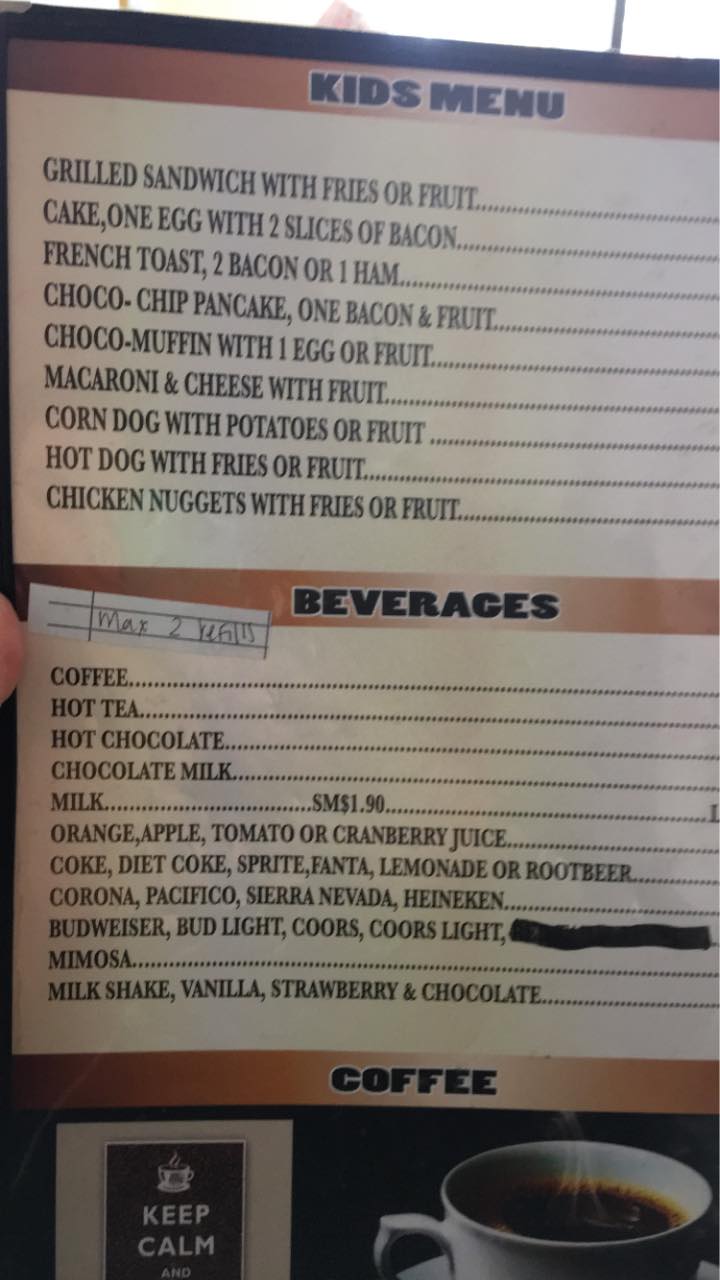 KIDS MENU
GRILLED SANDWICH WITH FRIES OR FRUIT
CAKE,ONE EGG WITH 2 SLICES OF BACON
FRENCH TOAST, 2 BACON OR 1 HAM
CHOCO- CHIP PANCAKE, ONE BACON & FRUIT
CHOCO-MUFFIN WITH 1 EGG OR FRUIT
MACARONI & CHEESE WITH FRUIT
CORN DOG WITH POTATOES OR FRUIT
HOT DOG WITH FRIES OR FRUIT
CHICKEN NUGGETS WITH FRIES OR FRUIT
BEVERAGES
Max 2 refills
COFFEE
HOT TEA
HOT CHOCOLATE
CHOCOLATE MILK
MILK SM$1.90 L
ORANGE,APPLE, TOMATO OR CRANBERRY JUICE
COKE, DIET COKE, SPRITE,FANTA, LEMONADE OR ROOTBEER
CORONA, PACIFICO, SIERRA NEVADA, HEINEKEN
BUDWEISER, BUD LIGHT, COORS, COORS LIGHT,
MIMOSA
MILK SHAKE, VANILLA, STRAWBERRY & CHOCOLATE
COFFEE
KEEP
CALM
AND